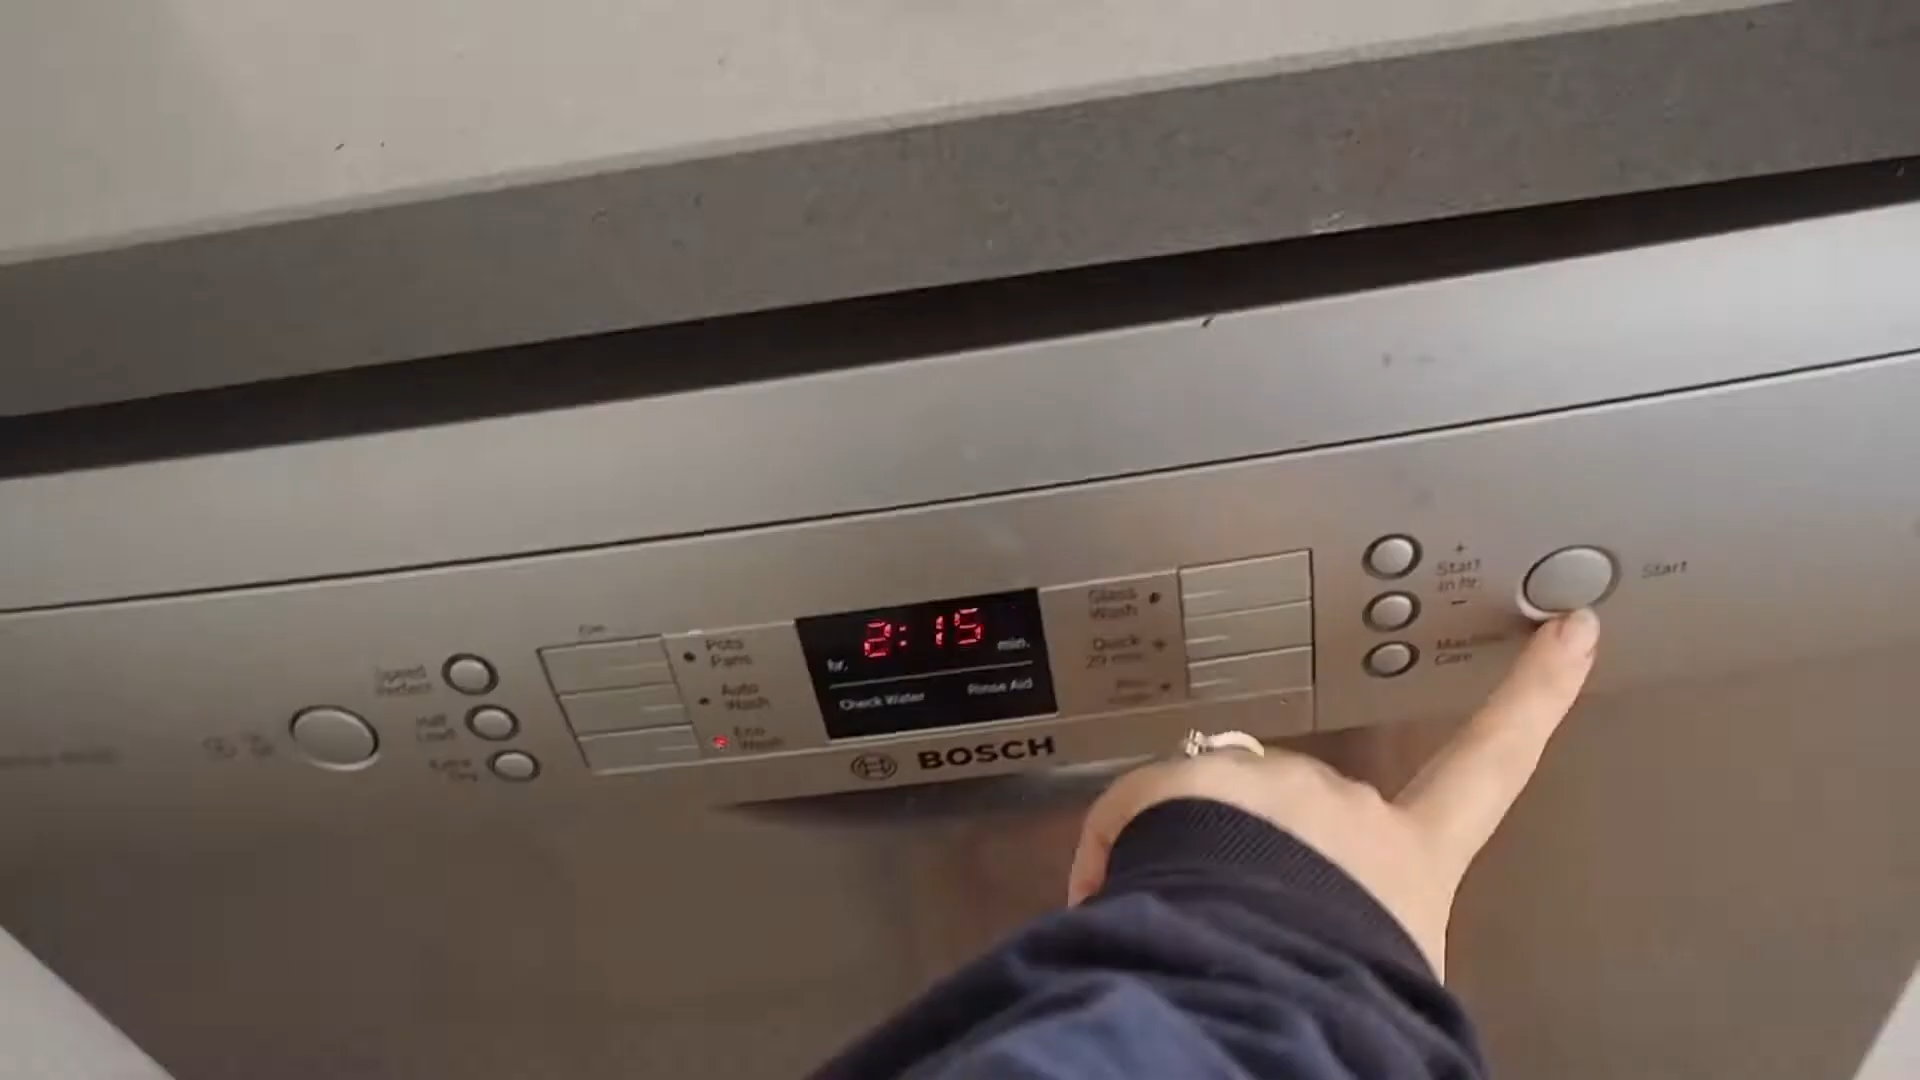 Speed
Perfect
Half
Load
Extra
Dry
On
Pots
Pans
Auto
Wash
Eco
Wash
2:15
hr.
min.
Check Water
Rinse Aid
BOSCH
Glass
Wash
Quick
29 min.
+
Start
in hr.
-
Machine
Care
Start